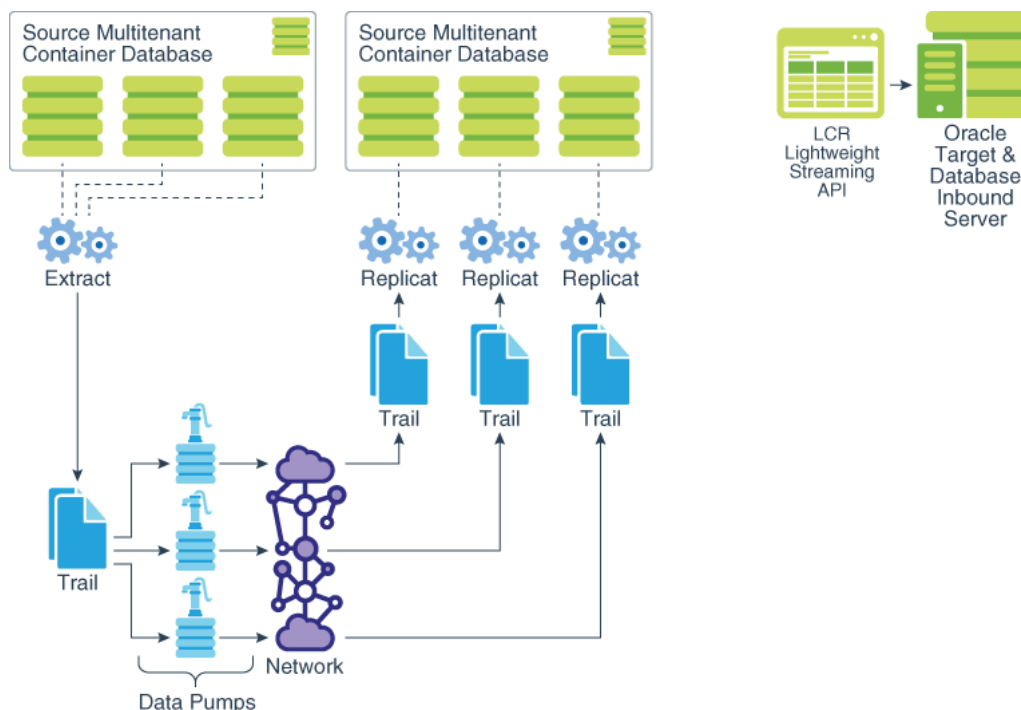 Source Multitenant
Container Database
Source Multitenant
Container Database
LCR
Lightweight
Streaming
API
Oracle
Target &
Database
Inbound
Server
Extract
Replicat
Replicat
Replicat
Trail
Trail
Trail
Trail
Network
Data Pumps